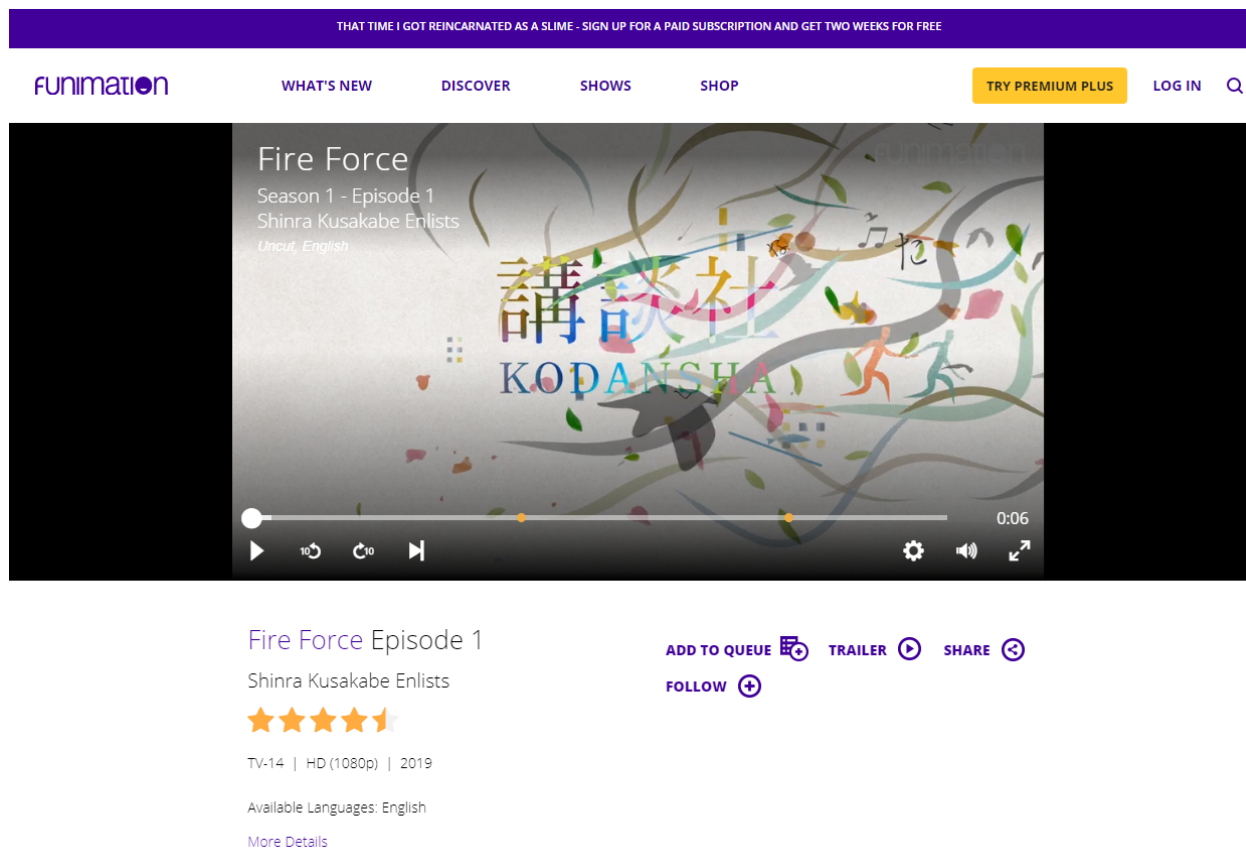 THAT TIME I GOT REINCARNATED AS A SLIME - SIGN UP FOR A PAID SUBSCRIPTION AND GET TWO WEEKS FOR FREE
FUNIMATION WHAT'S NEW DISCOVER SHOWS SHOP TRY PREMIUM PLUS LOG IN
Fire Force
FUNIMATION
Season 1 - Episode 1
Shinra Kusakabe Enlists
Uncut, English
た
講談社
KODANSHA
0:06
10 10
Fire Force Episode 1
Shinra Kusakabe Enlists
ADD TO QUEUE TRAILER SHARE
FOLLOW
TV-14 | HD (1080p) | 2019
Available Languages: English
More Details